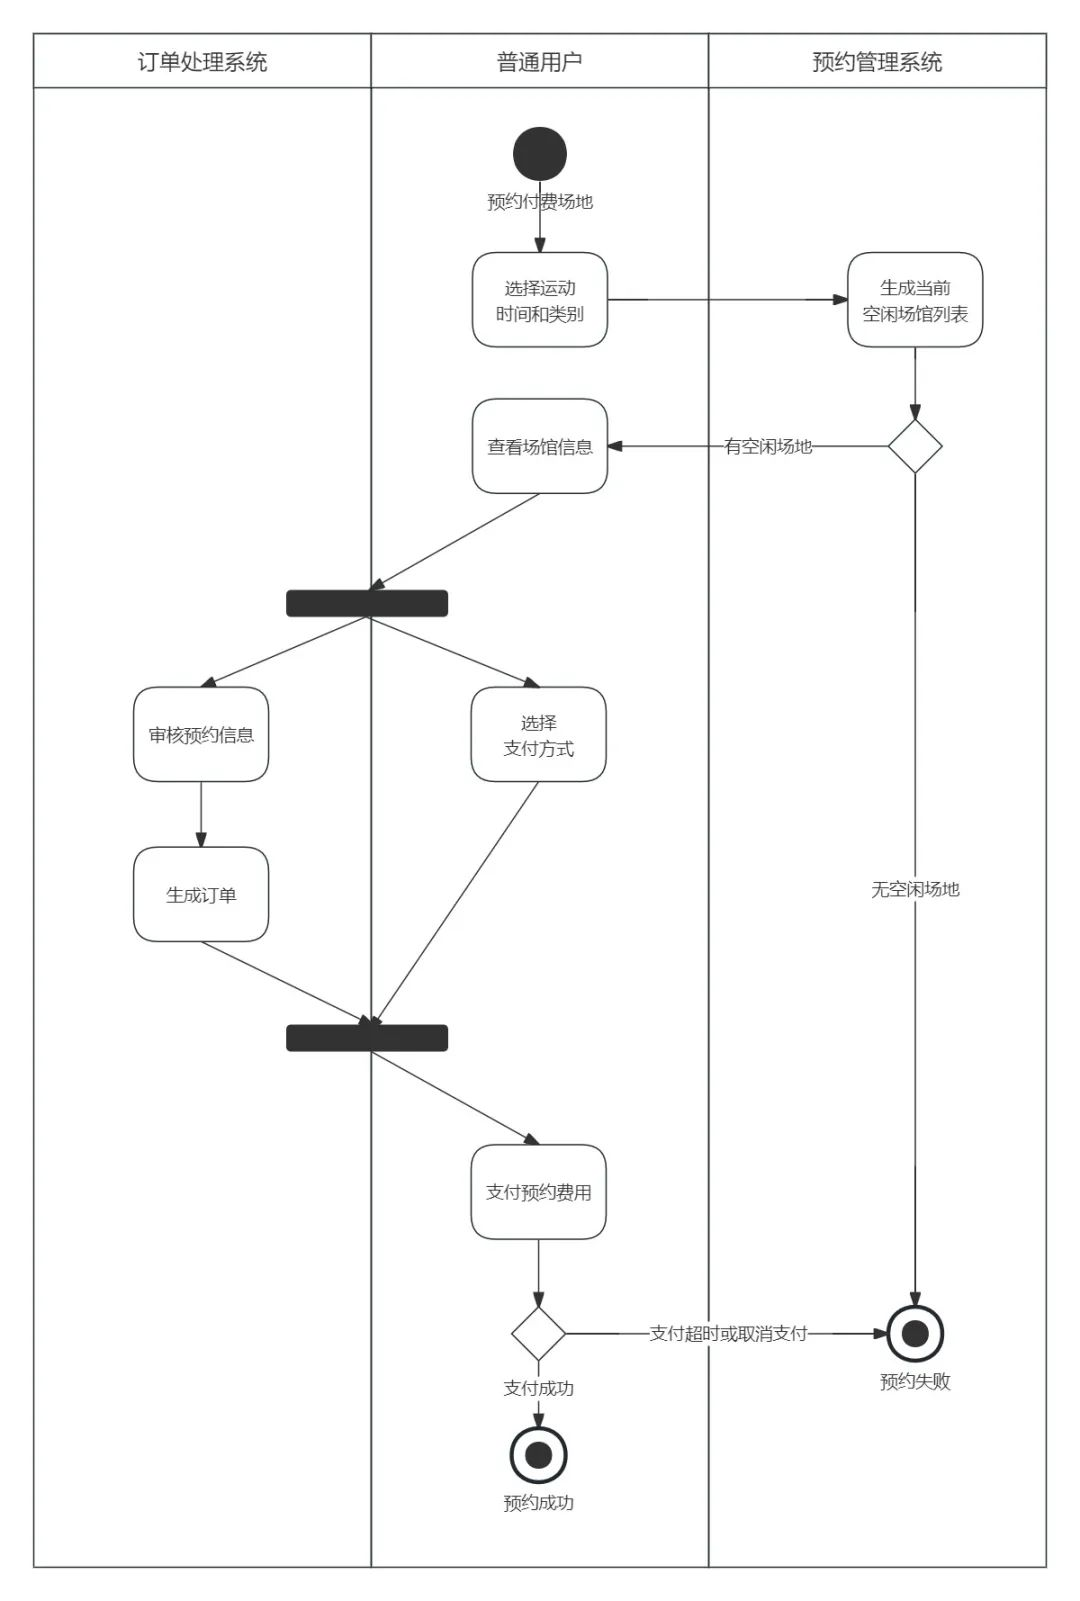 订单处理系统
普通用户
预约管理系统
预约付费场地
选择运动
时间和类别
生成当前
空闲场馆列表
查看场馆信息
有空闲场地
审核预约信息
选择
支付方式
生成订单
无空闲场地
支付预约费用
支付超时或取消支付
预约失败
支付成功
预约成功